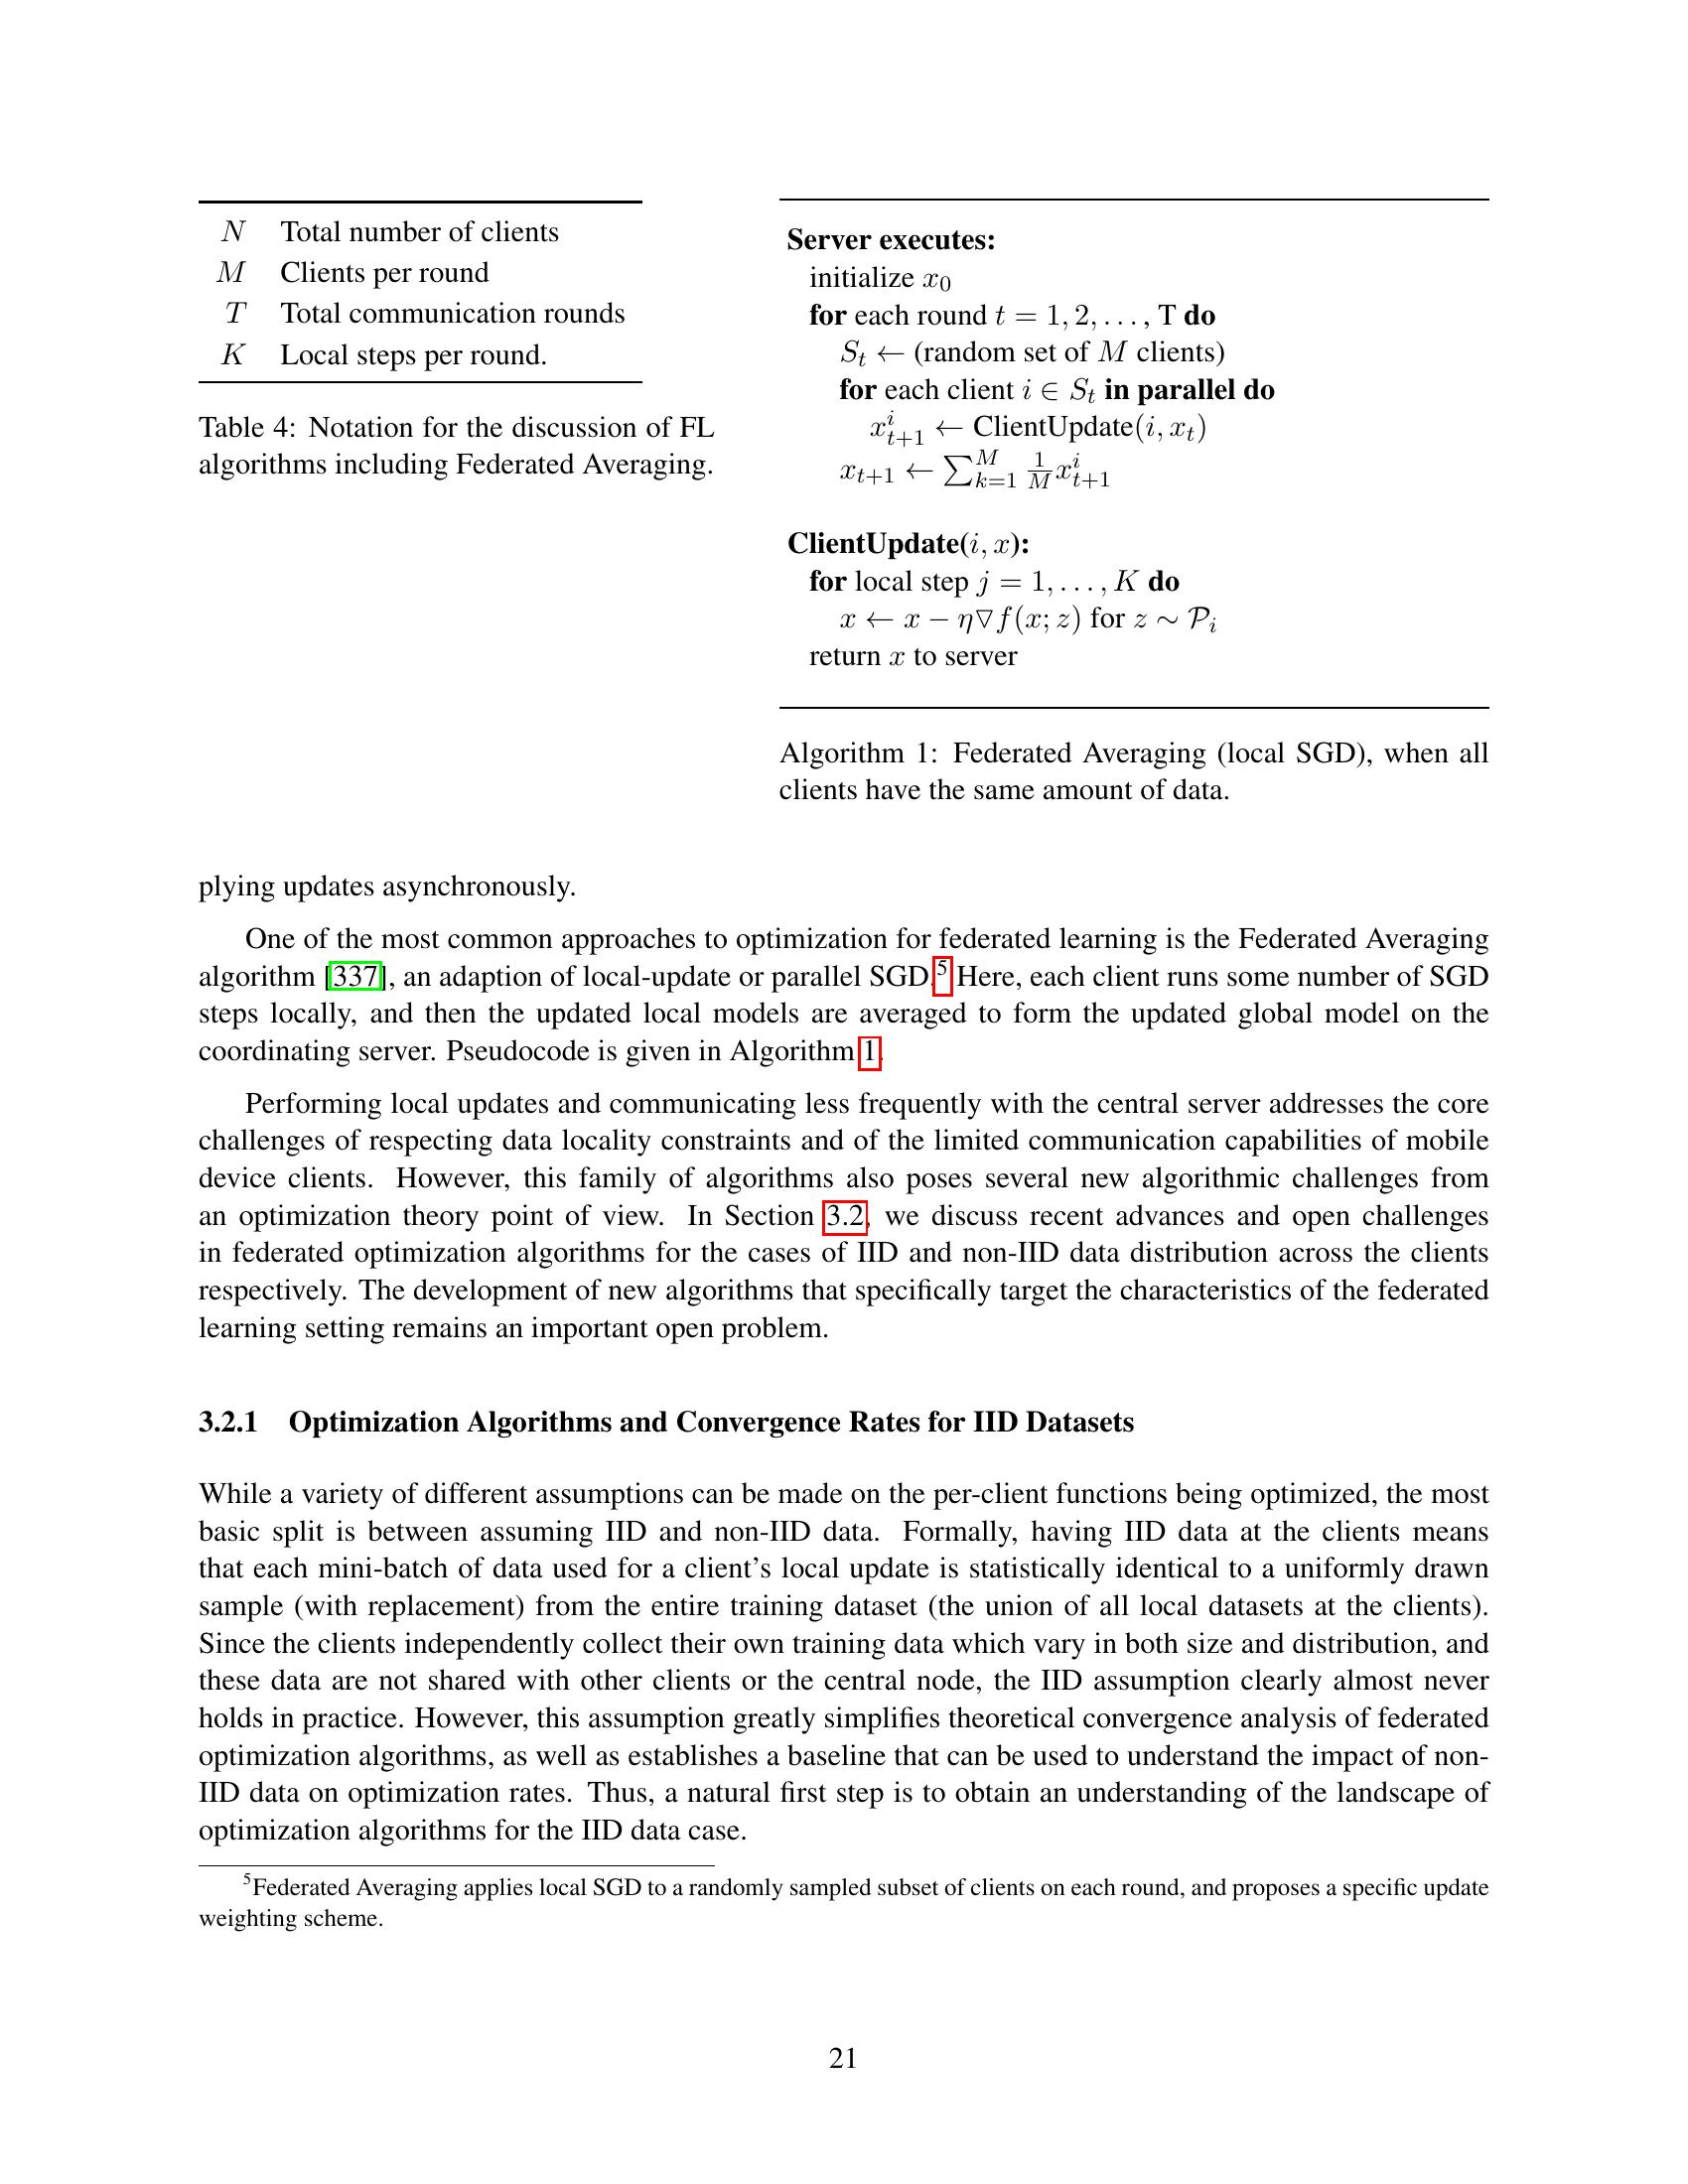 N Total number of clients
M Clients per round
T Total communication rounds
K Local steps per round.
Table 4: Notation for the discussion of FL
algorithms including Federated Averaging.
Server executes:
initialize x_0
for each round t = 1, 2, . . . , T do
S_t ← (random set of M clients)
for each client i ∈ S_t in parallel do
x^i_{t+1} ← ClientUpdate(i, x_t)
x_{t+1} ← ∑^M_{k=1} 1/M x^i_{t+1}
ClientUpdate(i, x):
for local step j = 1, . . . , K do
x ← x − η▽f(x; z) for z ∼ 𝒫_i
return x to server
Algorithm 1: Federated Averaging (local SGD), when all
clients have the same amount of data.
plying updates asynchronously.
One of the most common approaches to optimization for federated learning is the Federated Averaging
algorithm [337], an adaption of local-update or parallel SGD.⁵ Here, each client runs some number of SGD
steps locally, and then the updated local models are averaged to form the updated global model on the
coordinating server. Pseudocode is given in Algorithm 1.
Performing local updates and communicating less frequently with the central server addresses the core
challenges of respecting data locality constraints and of the limited communication capabilities of mobile
device clients. However, this family of algorithms also poses several new algorithmic challenges from
an optimization theory point of view. In Section 3.2, we discuss recent advances and open challenges
in federated optimization algorithms for the cases of IID and non-IID data distribution across the clients
respectively. The development of new algorithms that specifically target the characteristics of the federated
learning setting remains an important open problem.
3.2.1 Optimization Algorithms and Convergence Rates for IID Datasets
While a variety of different assumptions can be made on the per-client functions being optimized, the most
basic split is between assuming IID and non-IID data. Formally, having IID data at the clients means
that each mini-batch of data used for a client's local update is statistically identical to a uniformly drawn
sample (with replacement) from the entire training dataset (the union of all local datasets at the clients).
Since the clients independently collect their own training data which vary in both size and distribution, and
these data are not shared with other clients or the central node, the IID assumption clearly almost never
holds in practice. However, this assumption greatly simplifies theoretical convergence analysis of federated
optimization algorithms, as well as establishes a baseline that can be used to understand the impact of non-
IID data on optimization rates. Thus, a natural first step is to obtain an understanding of the landscape of
optimization algorithms for the IID data case.
⁵Federated Averaging applies local SGD to a randomly sampled subset of clients on each round, and proposes a specific update
weighting scheme.
21